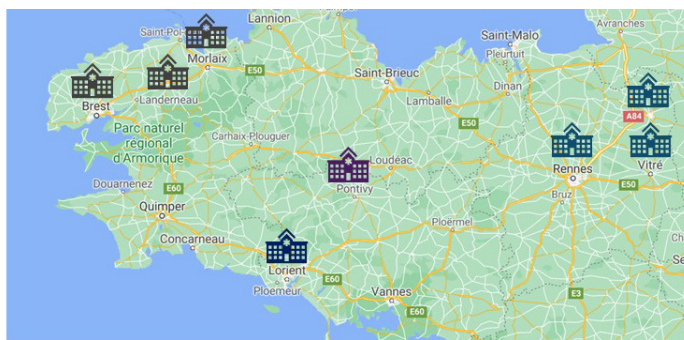 Lannion
Saint-Malo
Avranches
Saint-Pol
Pleurtuit
Morlaix
E50
Saint-Brieuc
Dinan
Landerneau
Lamballe
Brest
A84
Parc naturel
régional
d'Armorique
E50
Carhaix-Plouguer
Loudéac
Rennes
Vitré
Douarnenez
E60
Pontivy
E50
Bruz
Quimper
Ploërmel
Concarneau
Lorient
E60
Ploemeur
Vannes
E3
E60